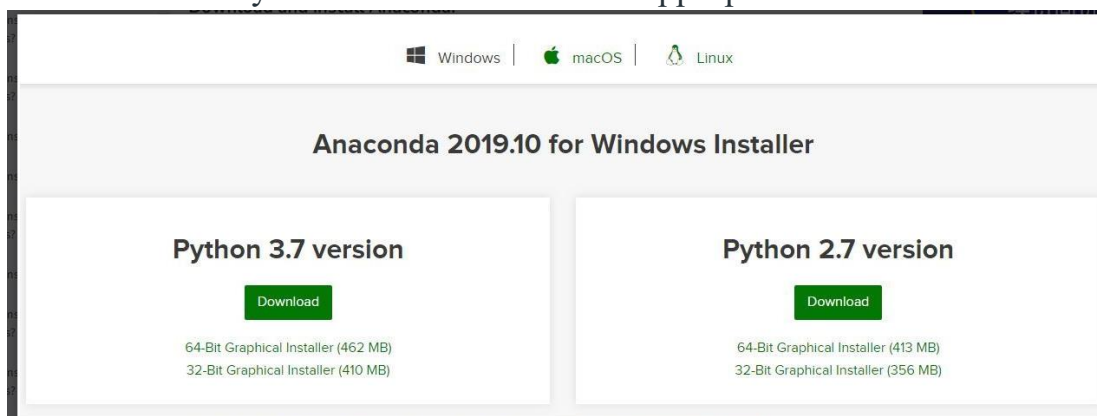 Windows | macOS | Linux
Anaconda 2019.10 for Windows Installer
Python 3.7 version
Download
64-Bit Graphical Installer (462 MB)
32-Bit Graphical Installer (410 MB)
Python 2.7 version
Download
64-Bit Graphical Installer (413 MB)
32-Bit Graphical Installer (356 MB)